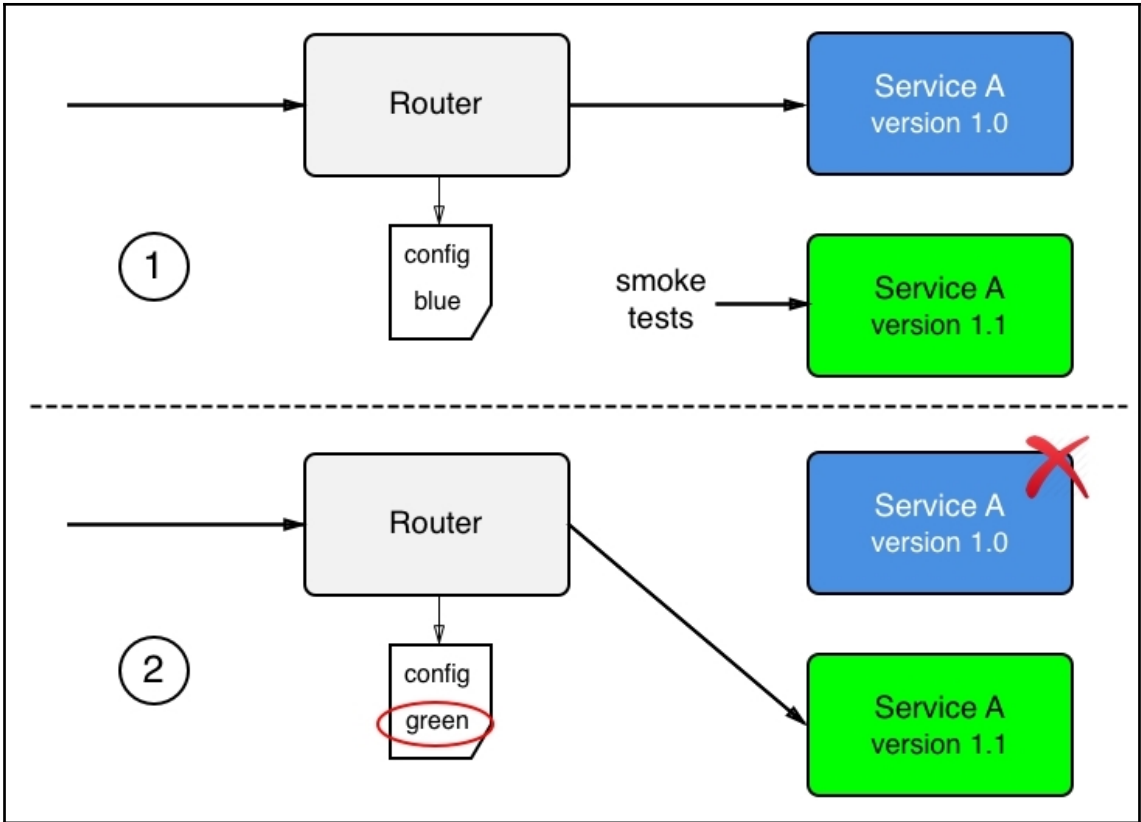 Router
Service A
version 1.0
config
blue
1
smoke
tests
Service A
version 1.1
Router
Service A
version 1.0
config
green
2
Service A
version 1.1